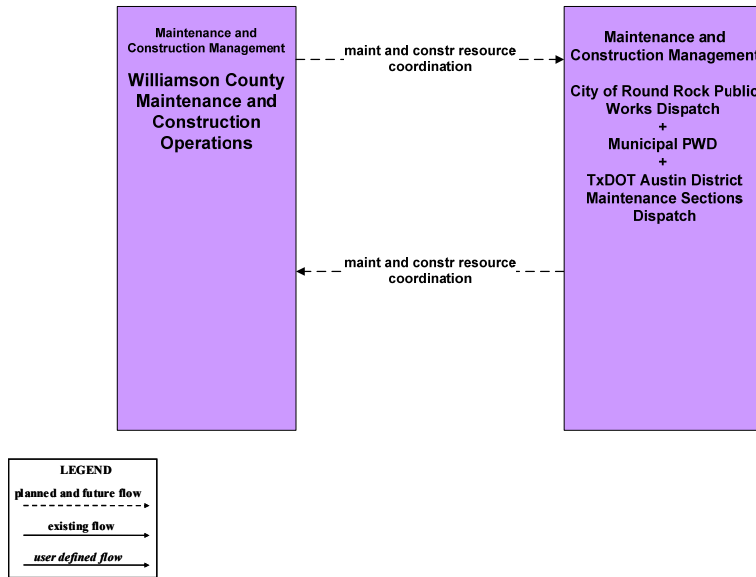 Maintenance and
Construction Management
Williamson County
Maintenance and
Construction
Operations
maint and constr resource
coordination
Maintenance and
Construction Management
City of Round Rock Public
Works Dispatch
+
Municipal PWD
+
TxDOT Austin District
Maintenance Sections
Dispatch
maint and constr resource
coordination
LEGEND
planned and future flow
existing flow
user defined flow